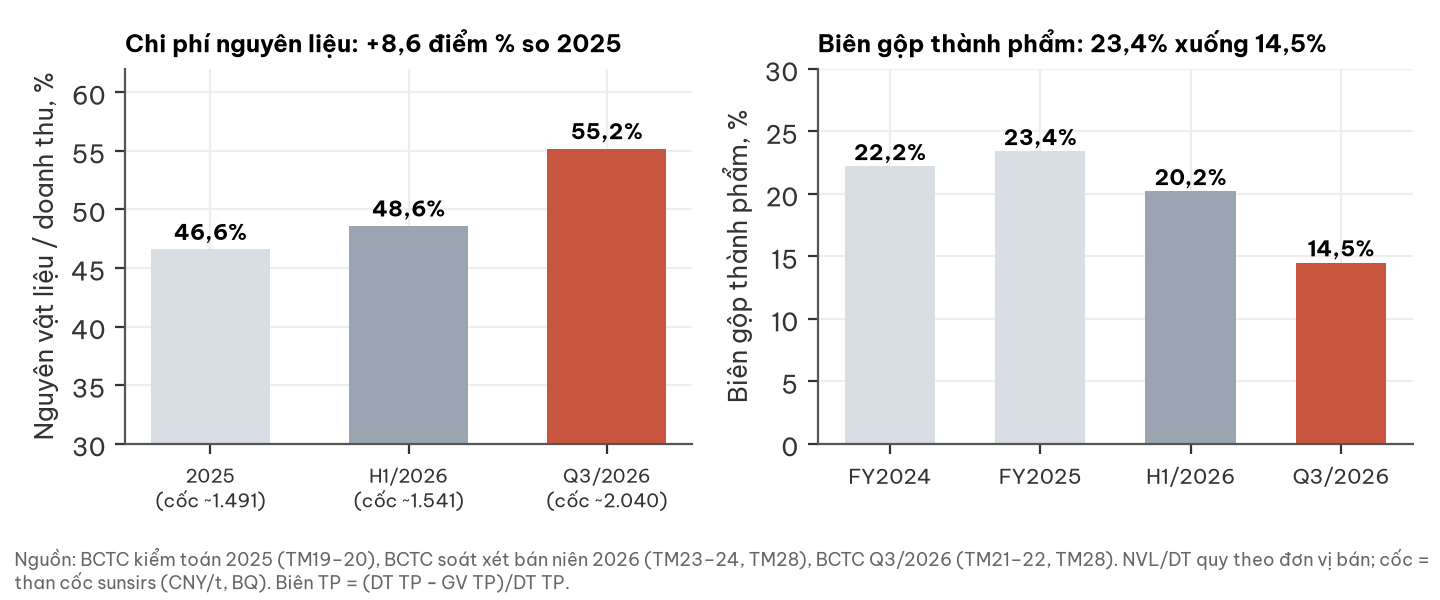 Chi phí nguyên liệu: +8,6 điểm % so 2025
Nguyên vật liệu / doanh thu, %
60
55
50
45
40
35
30
46,6%
48,6%
55,2%
2025
(cốc ~1.491)
H1/2026
(cốc ~1.541)
Q3/2026
(cốc ~2.040)
Biên gộp thành phẩm: 23,4% xuống 14,5%
Biên gộp thành phẩm, %
30
25
20
15
10
5
0
22,2%
23,4%
20,2%
14,5%
FY2024
FY2025
H1/2026
Q3/2026
Nguồn: BCTC kiểm toán 2025 (TM19–20), BCTC soát xét bán niên 2026 (TM23–24, TM28), BCTC Q3/2026 (TM21–22, TM28). NVL/DT quy theo đơn vị bán; cốc =
than cốc sunsirs (CNY/t, BQ). Biên TP = (DT TP − GV TP)/DT TP.